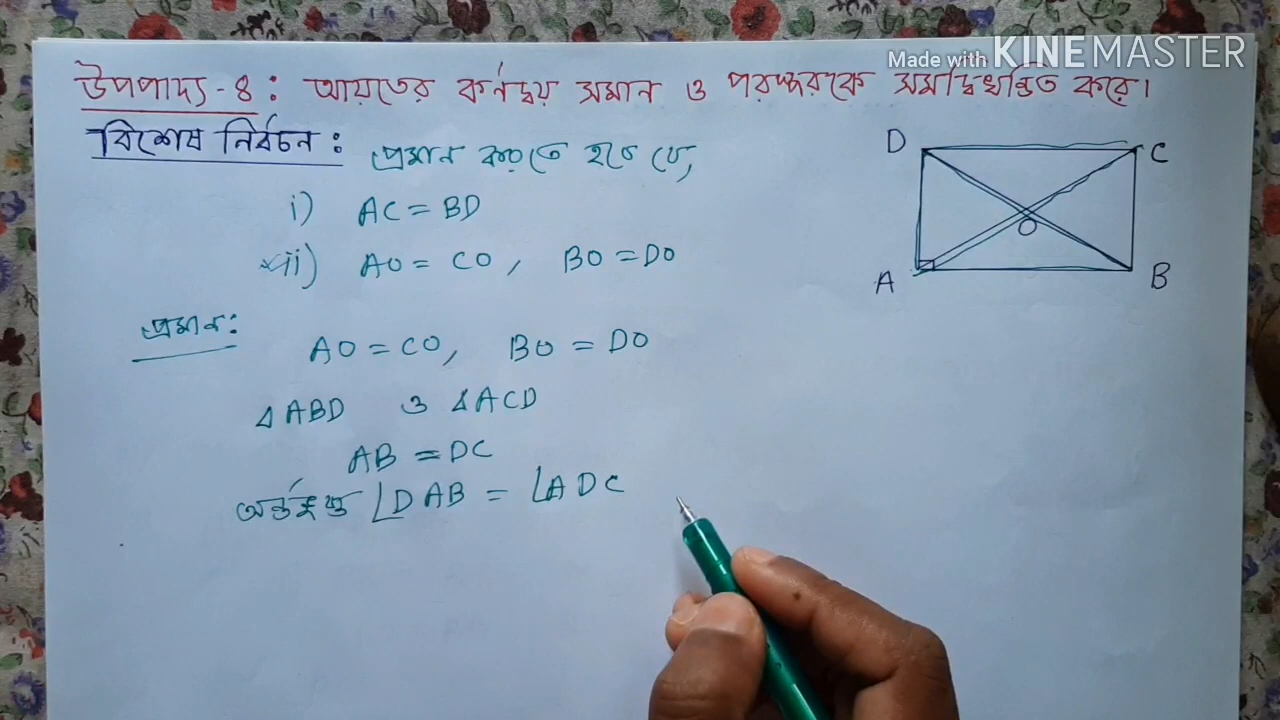 Made with KINEMASTER
উপপাদ্য-৪: আয়তের কর্ণদ্বয় সমান ও পরস্পরকে সমদ্বিখণ্ডিত করে।
বিশেষ নির্বচন: প্রমান করতে হবে যে,
i) AC = BD
ii) AO = CO, BO = DO
প্রমান:
AO = CO, BO = DO
△ABD ও △ACD
AB = DC
অন্তর্ভুক্ত ∠DAB = ∠ADC
D
C
O
A
B